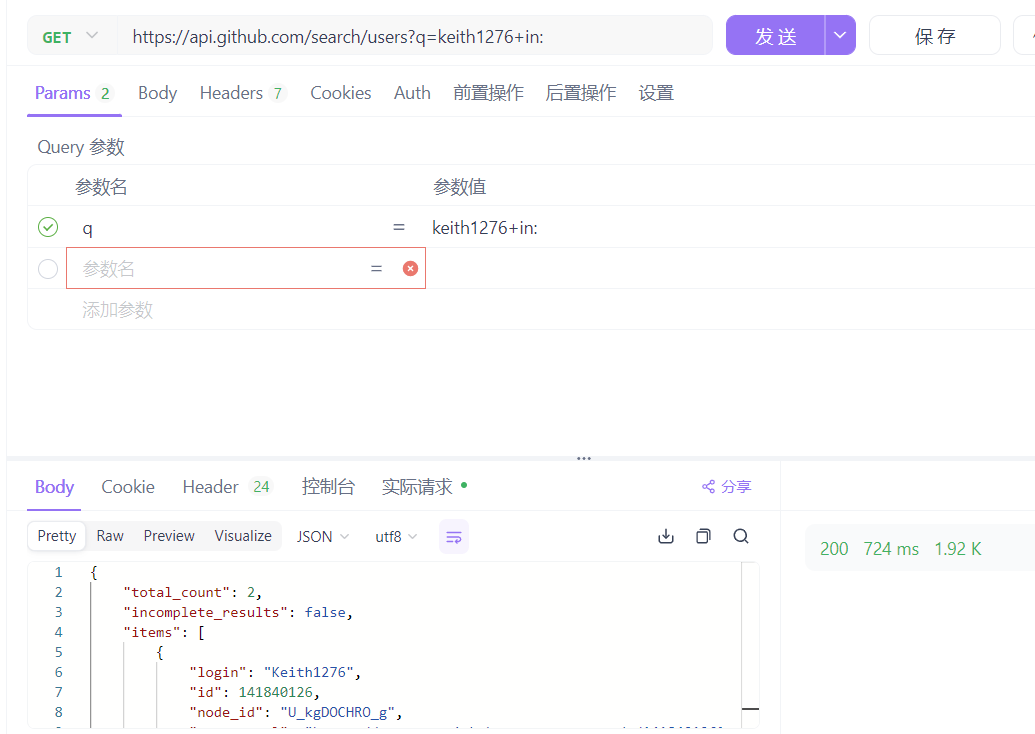 GET https://api.github.com/search/users?q=keith1276+in: 发送 保存
Params 2 Body Headers 7 Cookies Auth 前置操作 后置操作 设置
Query 参数
参数名 参数值
q = keith1276+in:
参数名 =
添加参数
Body Cookie Header 24 控制台 实际请求 分享
Pretty Raw Preview Visualize JSON utf8
200 724 ms 1.92 K
1 {
2 "total_count": 2,
3 "incomplete_results": false,
4 "items": [
5 {
6 "login": "Keith1276",
7 "id": 141840126,
8 "node_id": "U_kgDOCHRO_g",